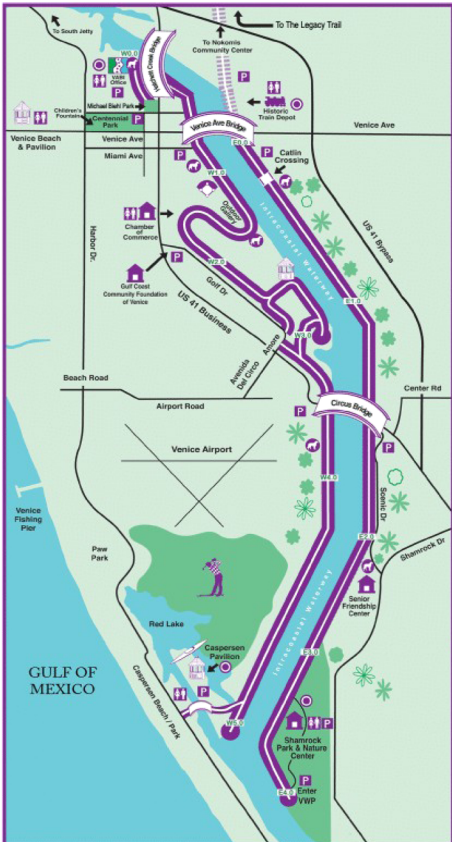 To The Legacy Trail
To South Jetty
To Nokomis
Community Center
W0.0
VABI
Office
Hatchett Creek Bridge
Michael Biehl Park
Children's
Fountain
Centennial
Park
Historic
Train Depot
Venice Ave Bridge
Venice Ave
Venice Beach
& Pavilion
Venice Ave
Miami Ave
E0.0
Catlin
Crossing
W1.0
Outdoor
Gallery
Intracoastal Waterway
US 41 Bypass
Chamber
of
Commerce
Harbor Dr.
W2.0
Gulf Coast
Community Foundation
of Venice
Golf Dr
US 41 Business
E1.0
W3.0
Amore
Avenida
Del Circo
Beach Road
Airport Road
Center Rd
Circus Bridge
Venice Airport
W4.0
Scenic Dr
Venice
Fishing
Pier
E2.0
Shamrock Dr
Paw
Park
Senior
Friendship
Center
Intracoastal Waterway
Red Lake
Caspersen
Pavilion
E3.0
GULF OF
MEXICO
Caspersen Beach / Park
W5.0
Shamrock
Park & Nature
Center
E4.0
Enter
VWP
P
P
P
P
P
P
P
P
P
P
P
P